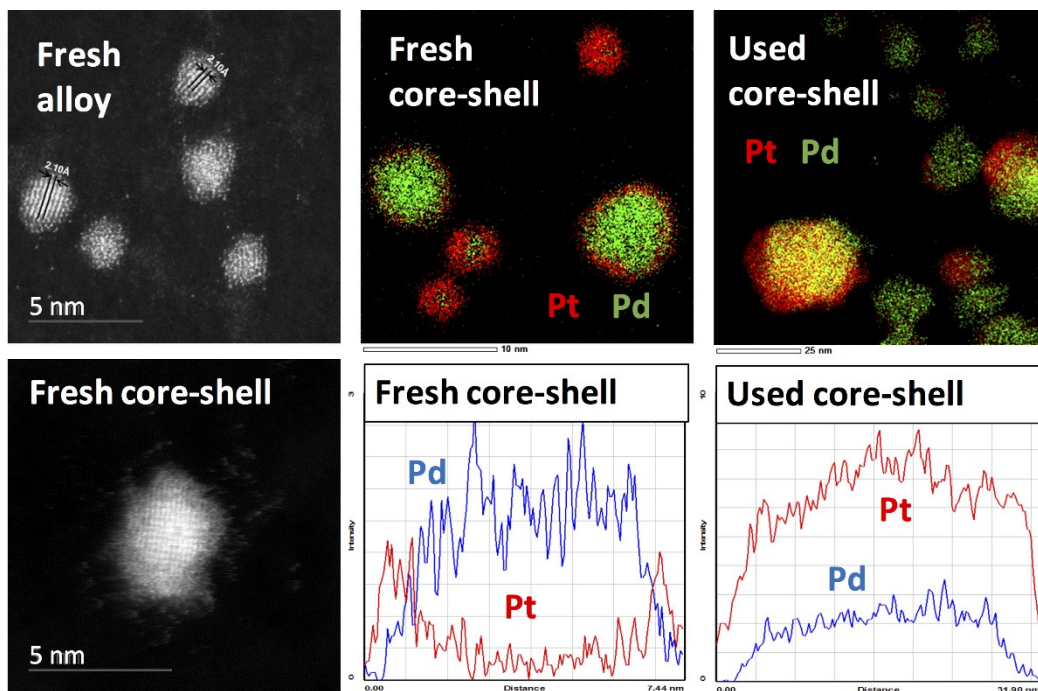 Fresh
alloy
2.10Å
2.10Å
5 nm
Fresh
core-shell
Pt Pd
10 nm
Used
core-shell
Pt Pd
25 nm
Fresh core-shell
5 nm
Fresh core-shell
3
Pd
Pt
Intensity
0
0.00 Distance 7.44 nm
Used core-shell
10
Pt
Pd
Intensity
0
0.00 Distance 31.90 nm